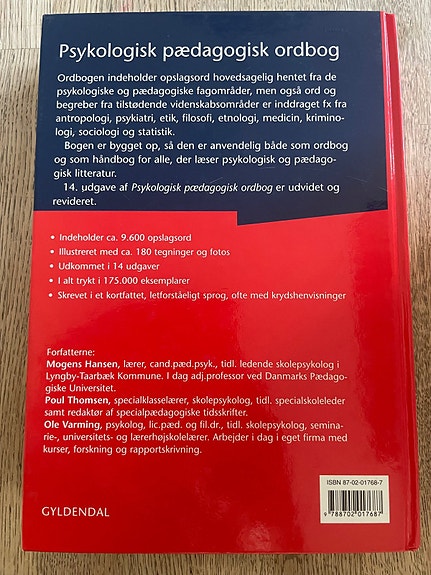 Psykologisk pædagogisk ordbog
Ordbogen indeholder opslagsord hovedsagelig hentet fra de
psykologiske og pædagogiske fagområder, men også ord og
begreber fra tilstødende videnskabsområder er inddraget fx fra
antropologi, psykiatri, etik, filosofi, etnologi, medicin, krimino-
logi, sociologi og statistik.
Bogen er bygget op, så den er anvendelig både som ordbog
og som håndbog for alle, der læser psykologisk og pædago-
gisk litteratur.
14. udgave af Psykologisk pædagogisk ordbog er udvidet og
revideret.
• Indeholder ca. 9.600 opslagsord
• Illustreret med ca. 180 tegninger og fotos
• Udkommet i 14 udgaver
• I alt trykt i 175.000 eksemplarer
• Skrevet i et kortfattet, letforståeligt sprog, ofte med krydshenvisninger
Forfatterne:
Mogens Hansen, lærer, cand.pæd.psyk., tidl. ledende skolepsykolog i
Lyngby-Taarbæk Kommune. I dag adj.professor ved Danmarks Pædago-
giske Universitet.
Poul Thomsen, specialklasselærer, skolepsykolog, tidl. specialskoleleder
samt redaktør af specialpædagogiske tidsskrifter.
Ole Varming, psykolog, lic.pæd. og fil.dr., tidl. skolepsykolog, semina-
rie-, universitets- og lærerhøjskolelærer. Arbejder i dag i eget firma med
kurser, forskning og rapportskrivning.
ISBN 87-02-01768-7
9 788702 017687
GYLDENDAL